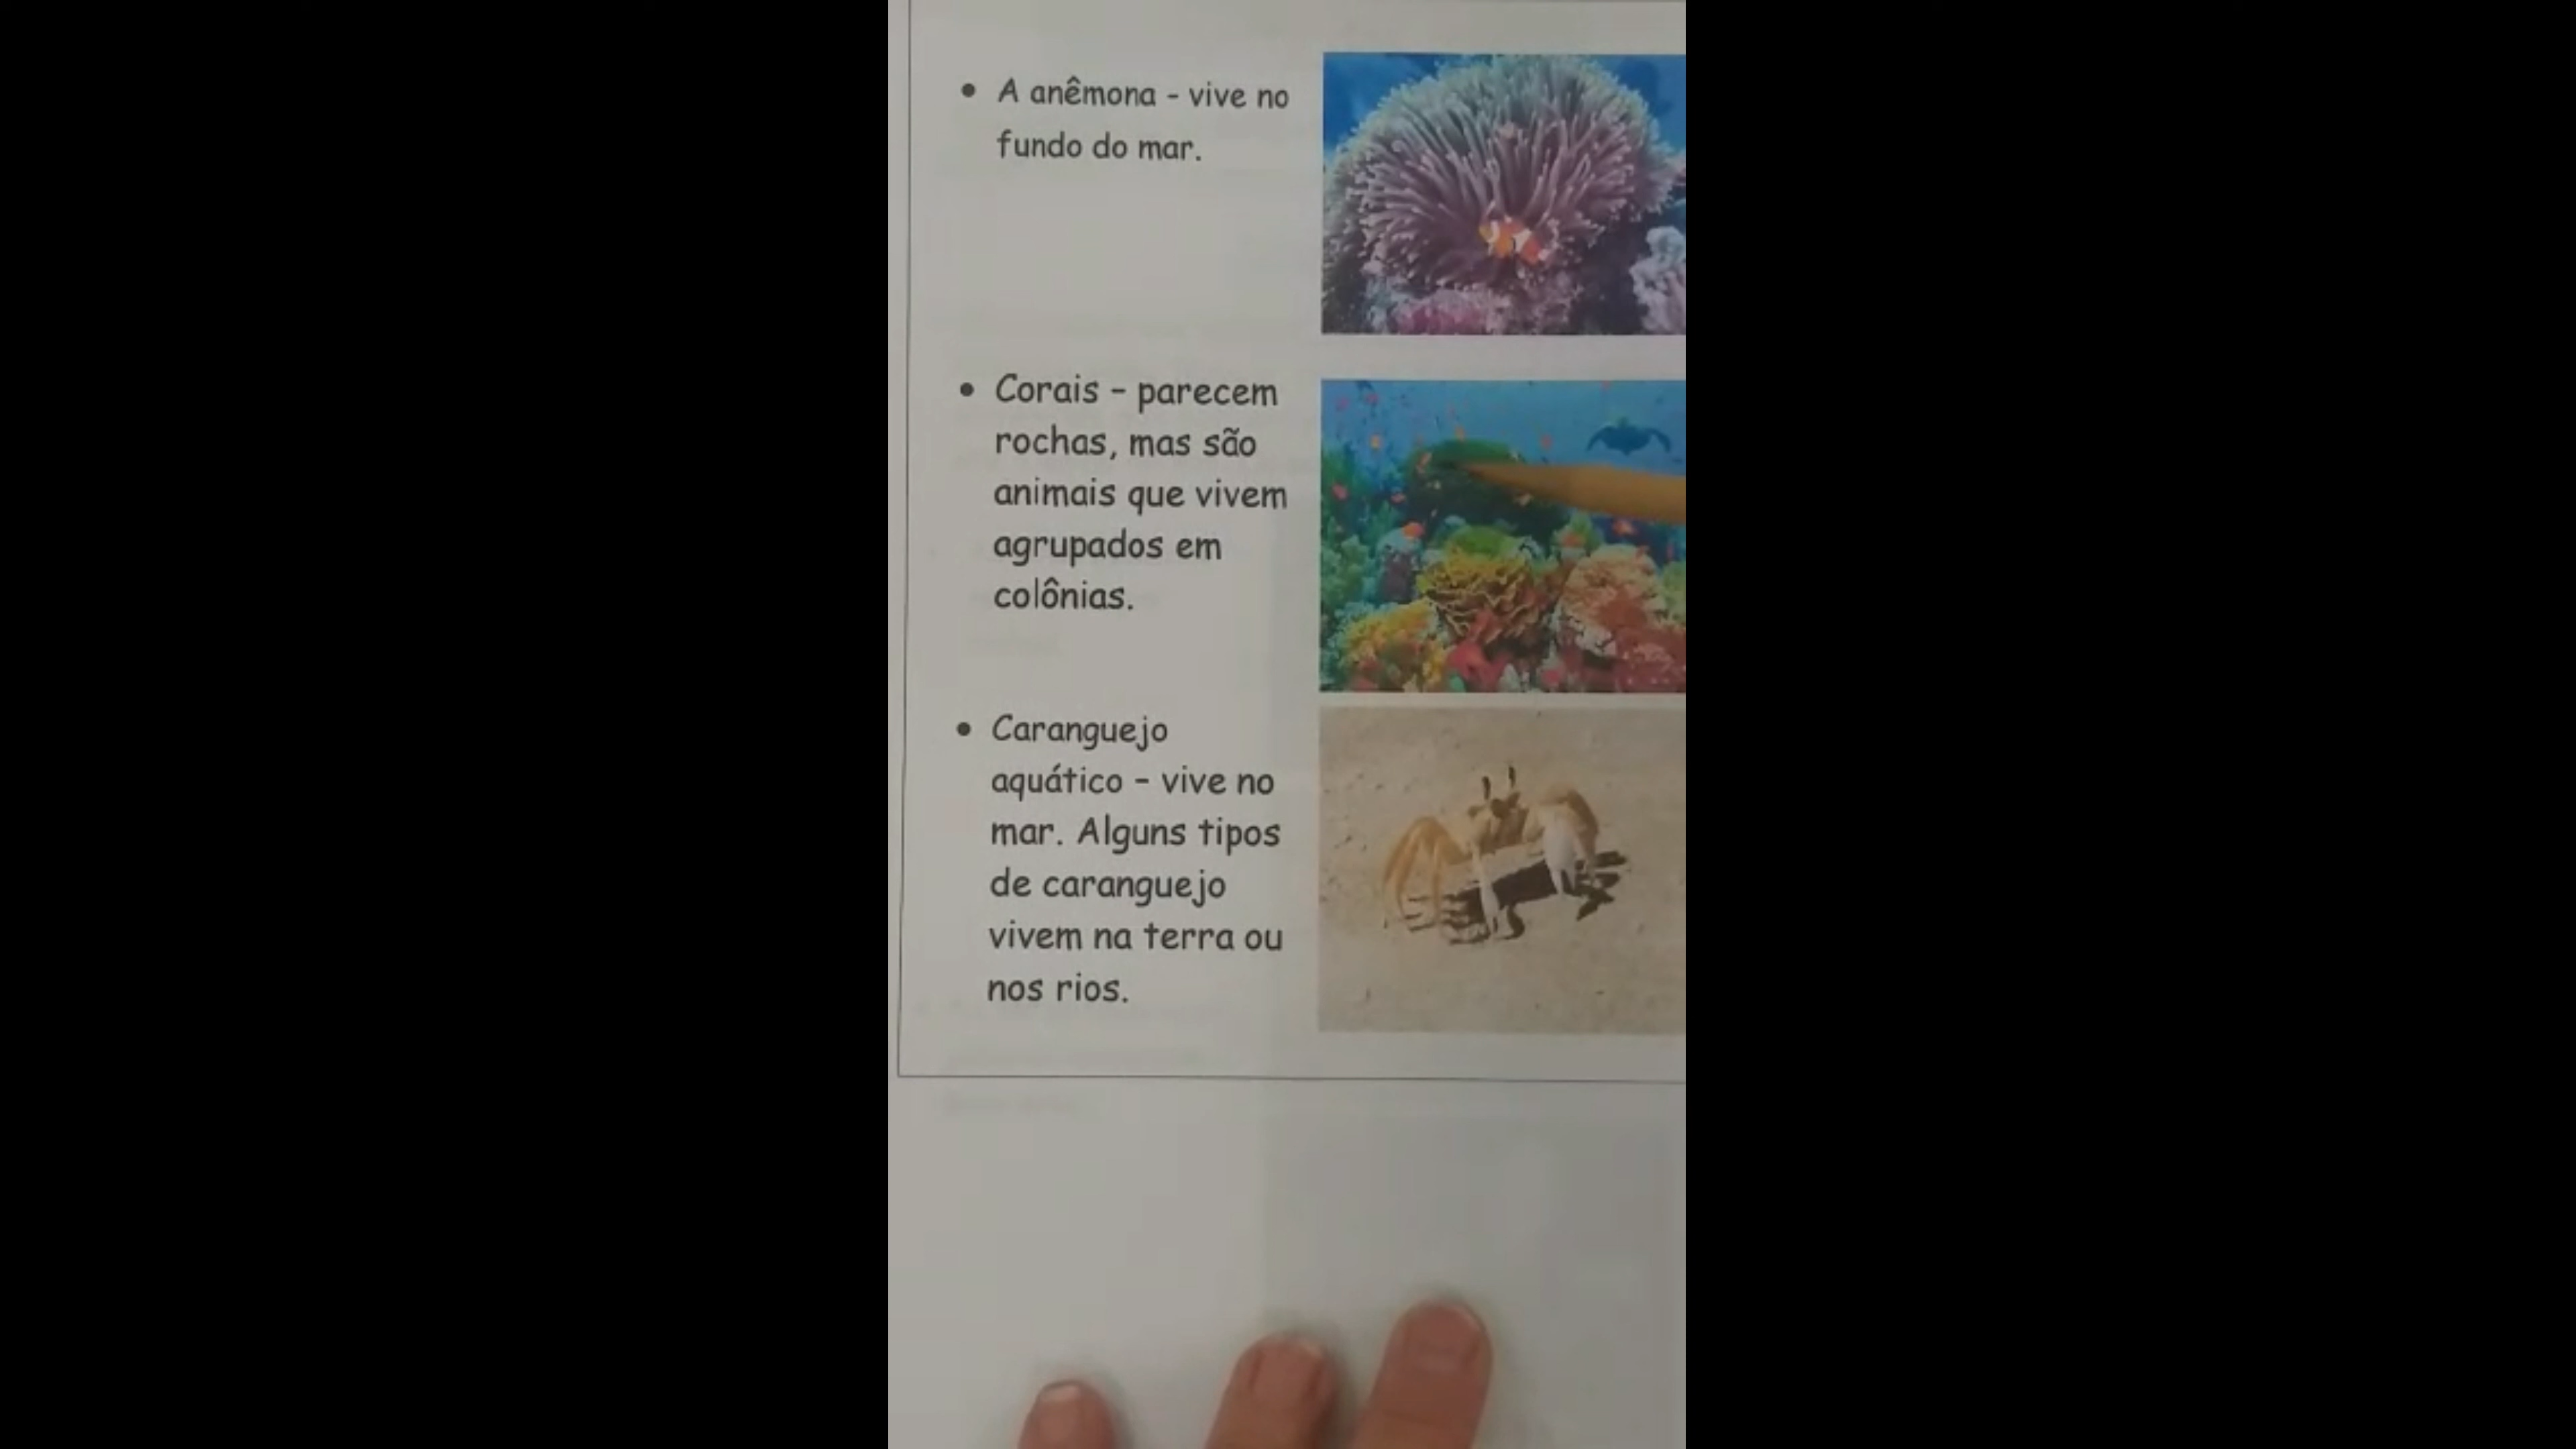 • A anêmona - vive no
fundo do mar.
• Corais - parecem
rochas, mas são
animais que vivem
agrupados em
colônias.
• Caranguejo
aquático - vive no
mar. Alguns tipos
de caranguejo
vivem na terra ou
nos rios.